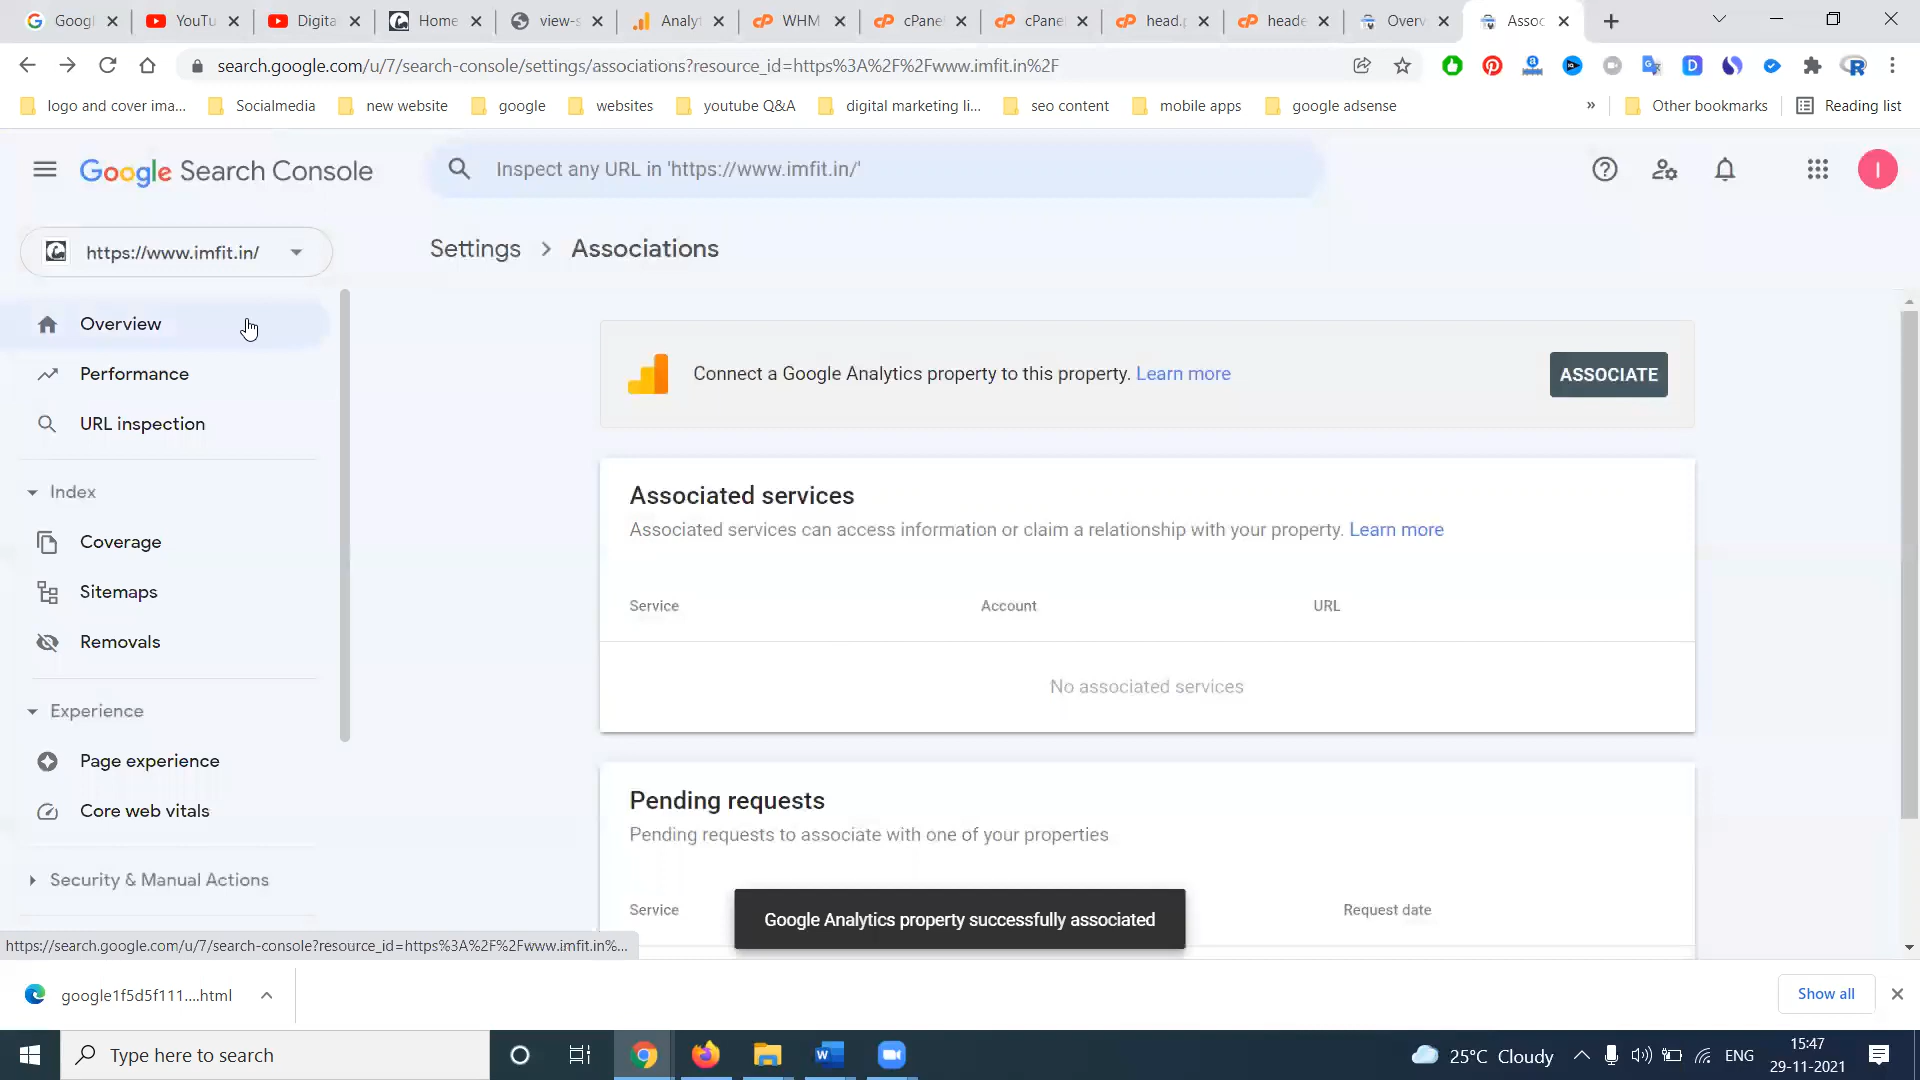 Googl
YouTu
Digita
Home
view-s
Analyt
WHM
cPane
cPane
head.p
heade
Overv
Assoc
search.google.com/u/7/search-console/settings/associations?resource_id=https%3A%2F%2Fwww.imfit.in%2F
logo and cover ima...
Socialmedia
new website
google
websites
youtube Q&A
digital marketing li...
seo content
mobile apps
google adsense
»
Other bookmarks
Reading list
Google Search Console
Inspect any URL in 'https://www.imfit.in/'
I
https://www.imfit.in/
Settings > Associations
Overview
Performance
URL inspection
Index
Coverage
Sitemaps
Removals
Experience
Page experience
Core web vitals
Security & Manual Actions
Connect a Google Analytics property to this property. Learn more
ASSOCIATE
Associated services
Associated services can access information or claim a relationship with your property. Learn more
Service Account URL
No associated services
Pending requests
Pending requests to associate with one of your properties
Service Request date
Google Analytics property successfully associated
https://search.google.com/u/7/search-console?resource_id=https%3A%2F%2Fwww.imfit.in%...
google1f5d5f111....html
Show all
Type here to search
25°C Cloudy
ENG
15:47
29-11-2021